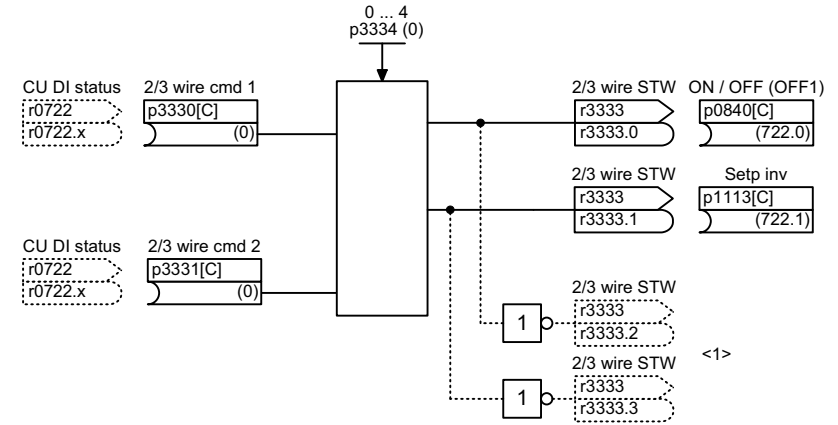 0 ... 4
p3334 (0)
CU DI status
r0722
r0722.x
2/3 wire cmd 1
p3330[C]
(0)
2/3 wire STW
r3333
r3333.0
ON / OFF (OFF1)
p0840[C]
(722.0)
2/3 wire STW
r3333
r3333.1
Setp inv
p1113[C]
(722.1)
CU DI status
r0722
r0722.x
2/3 wire cmd 2
p3331[C]
(0)
1
2/3 wire STW
r3333
r3333.2
<1>
1
2/3 wire STW
r3333
r3333.3